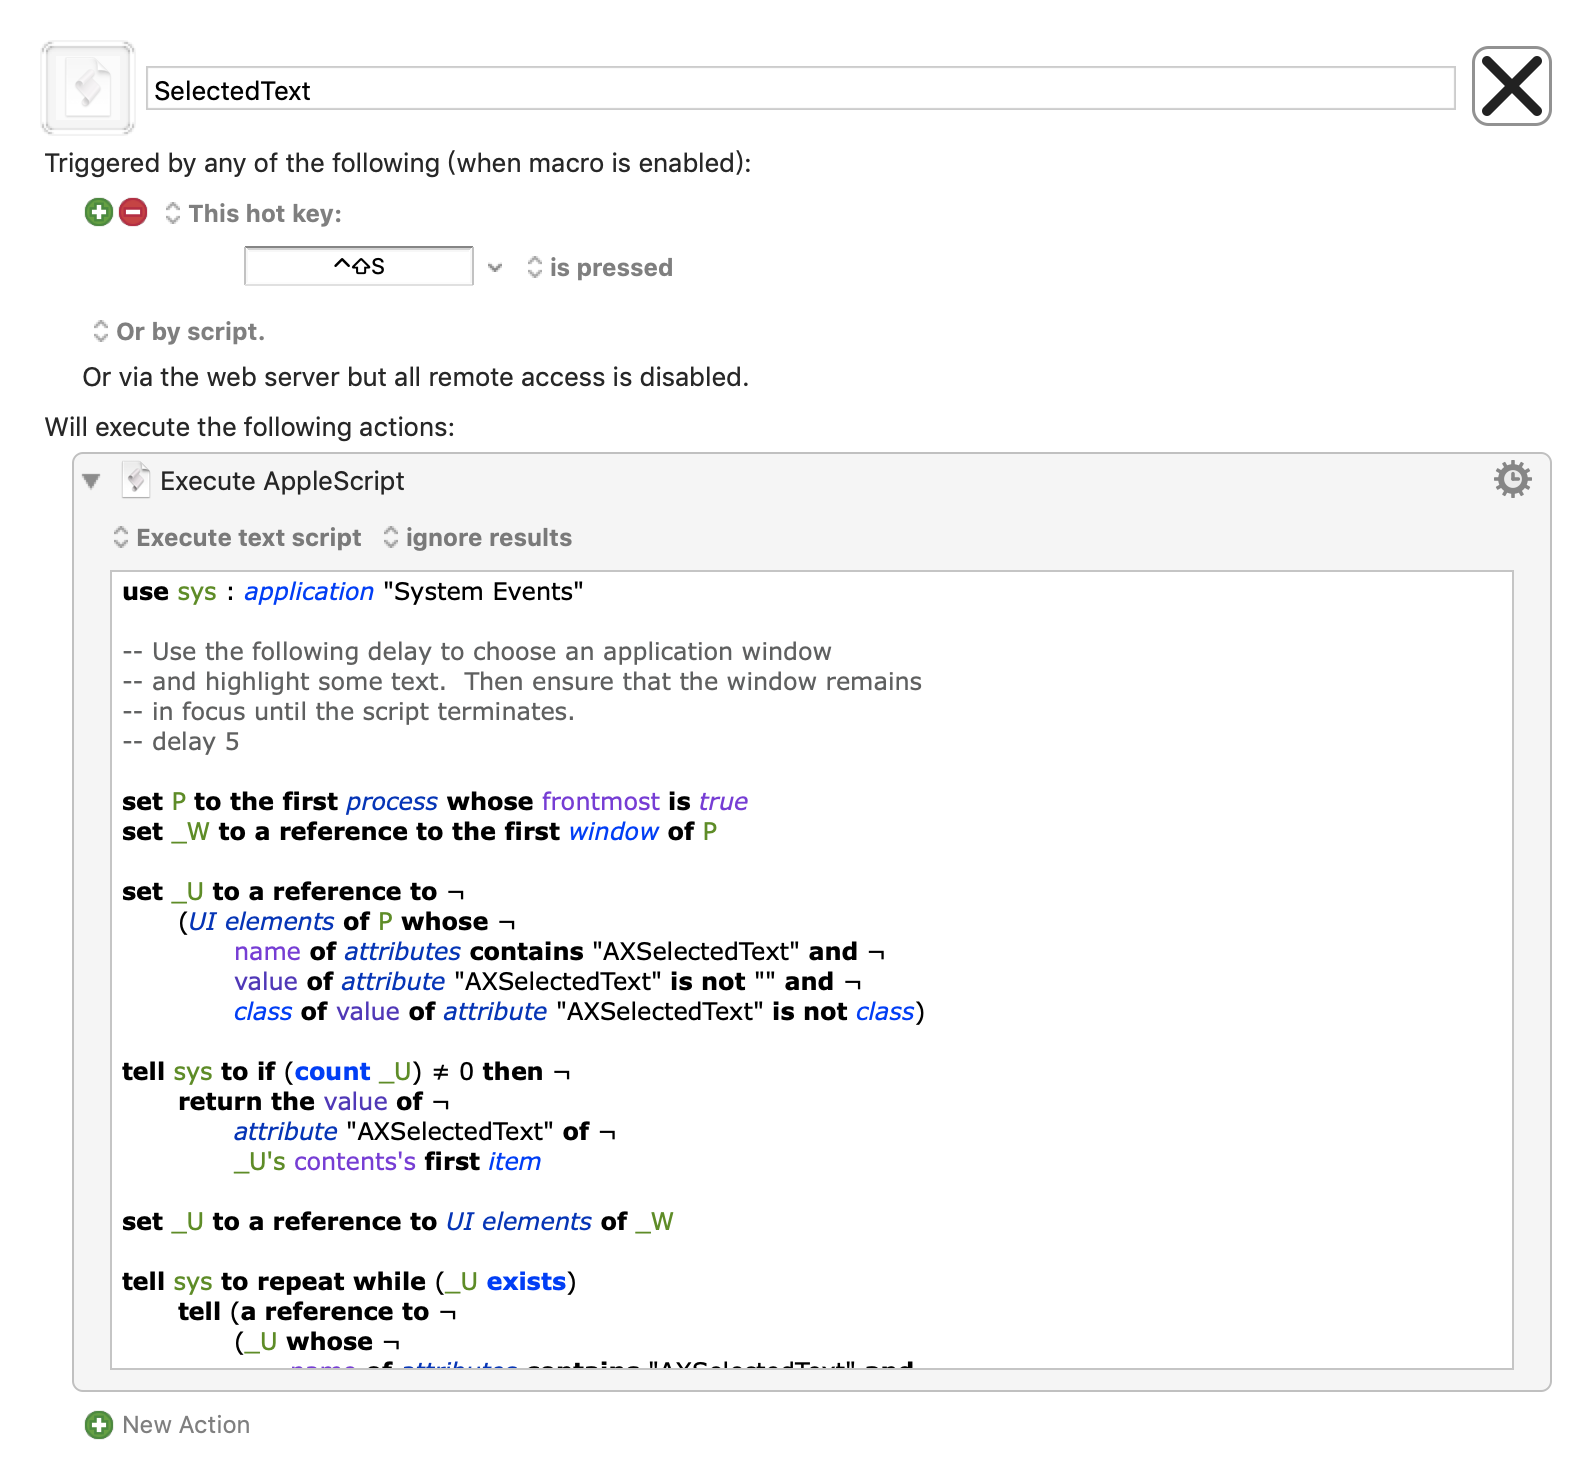 SelectedText
Triggered by any of the following (when macro is enabled):
This hot key:
^⇧S
is pressed
Or by script.
Or via the web server but all remote access is disabled.
Will execute the following actions:
Execute AppleScript
Execute text script ignore results
use sys : application "System Events"
-- Use the following delay to choose an application window
-- and highlight some text.  Then ensure that the window remains
-- in focus until the script terminates.
-- delay 5
set P to the first process whose frontmost is true
set _W to a reference to the first window of P
set _U to a reference to ¬
(UI elements of P whose ¬
name of attributes contains "AXSelectedText" and ¬
value of attribute "AXSelectedText" is not "" and ¬
class of value of attribute "AXSelectedText" is not class)
tell sys to if (count _U) ≠ 0 then ¬
return the value of ¬
attribute "AXSelectedText" of ¬
_U's contents's first item
set _U to a reference to UI elements of _W
tell sys to repeat while (_U exists)
tell (a reference to ¬
(_U whose ¬
name of attributes contains "AXSelectedText" and
New Action